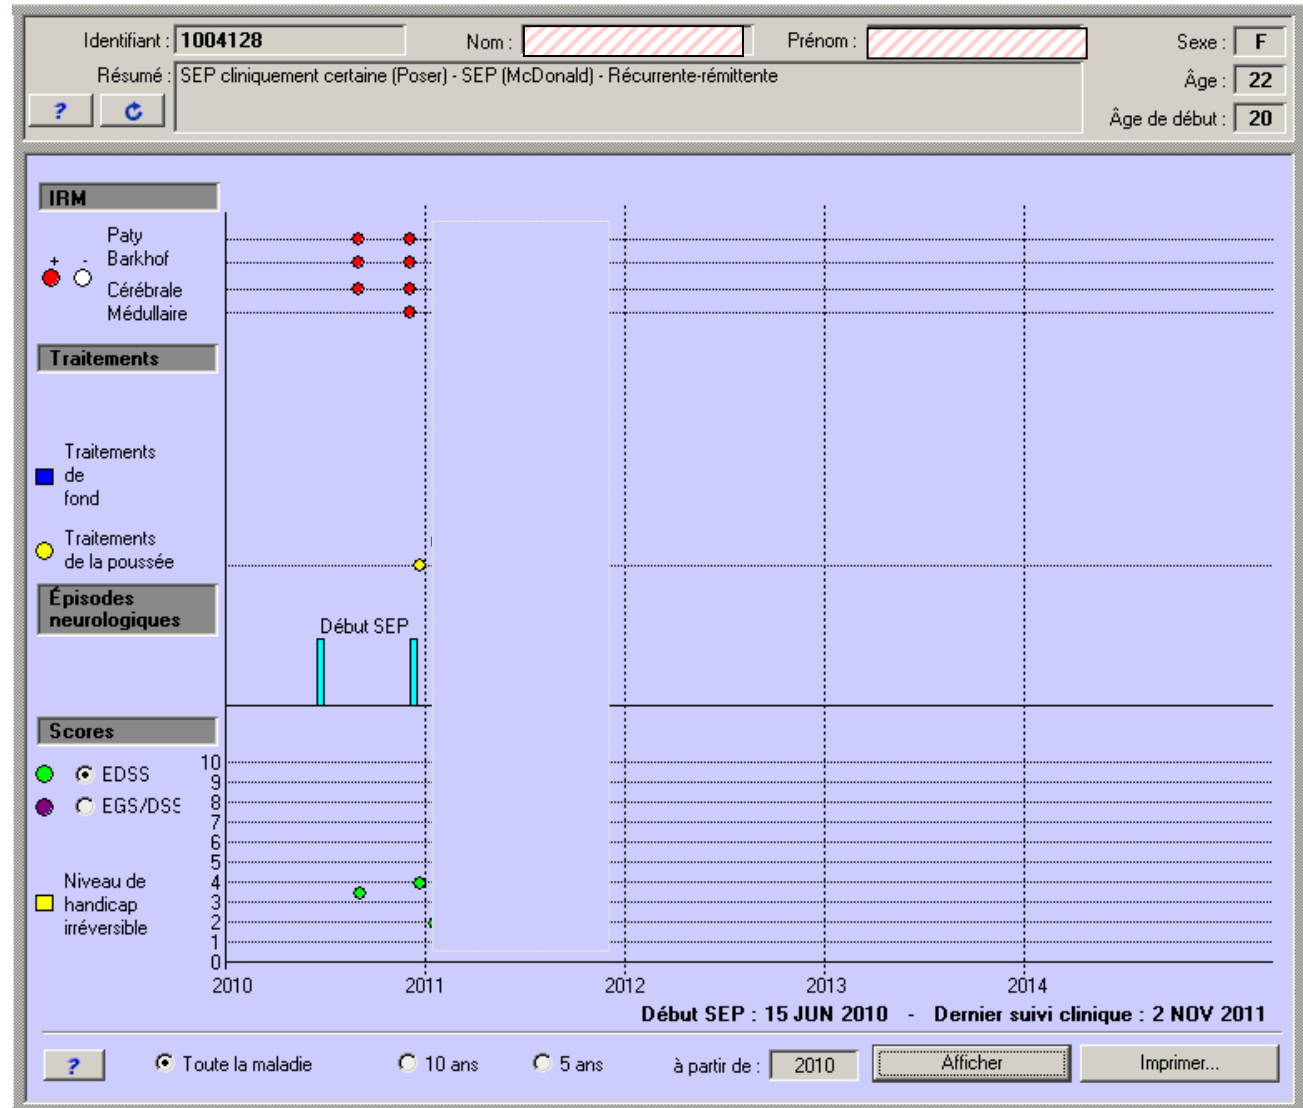 Identifiant : 1004128 Nom : Prénom : Sexe : F
Résumé : SEP cliniquement certaine (Poser) - SEP (McDonald) - Récurrente-rémittente Âge : 22
? Âge de début : 20
IRM
Paty
+ - Barkhof
Cérébrale
Médullaire
Traitements
Traitements
de
fond
Traitements
de la poussée
Épisodes
neurologiques
Début SEP
Scores
EDSS
EGS/DSS
Niveau de
handicap
irréversible
10
9
8
7
6
5
4
3
2
1
0
2010 2011 2012 2013 2014
Début SEP : 15 JUN 2010 - Dernier suivi clinique : 2 NOV 2011
? Toute la maladie 10 ans 5 ans à partir de : 2010 Afficher Imprimer...